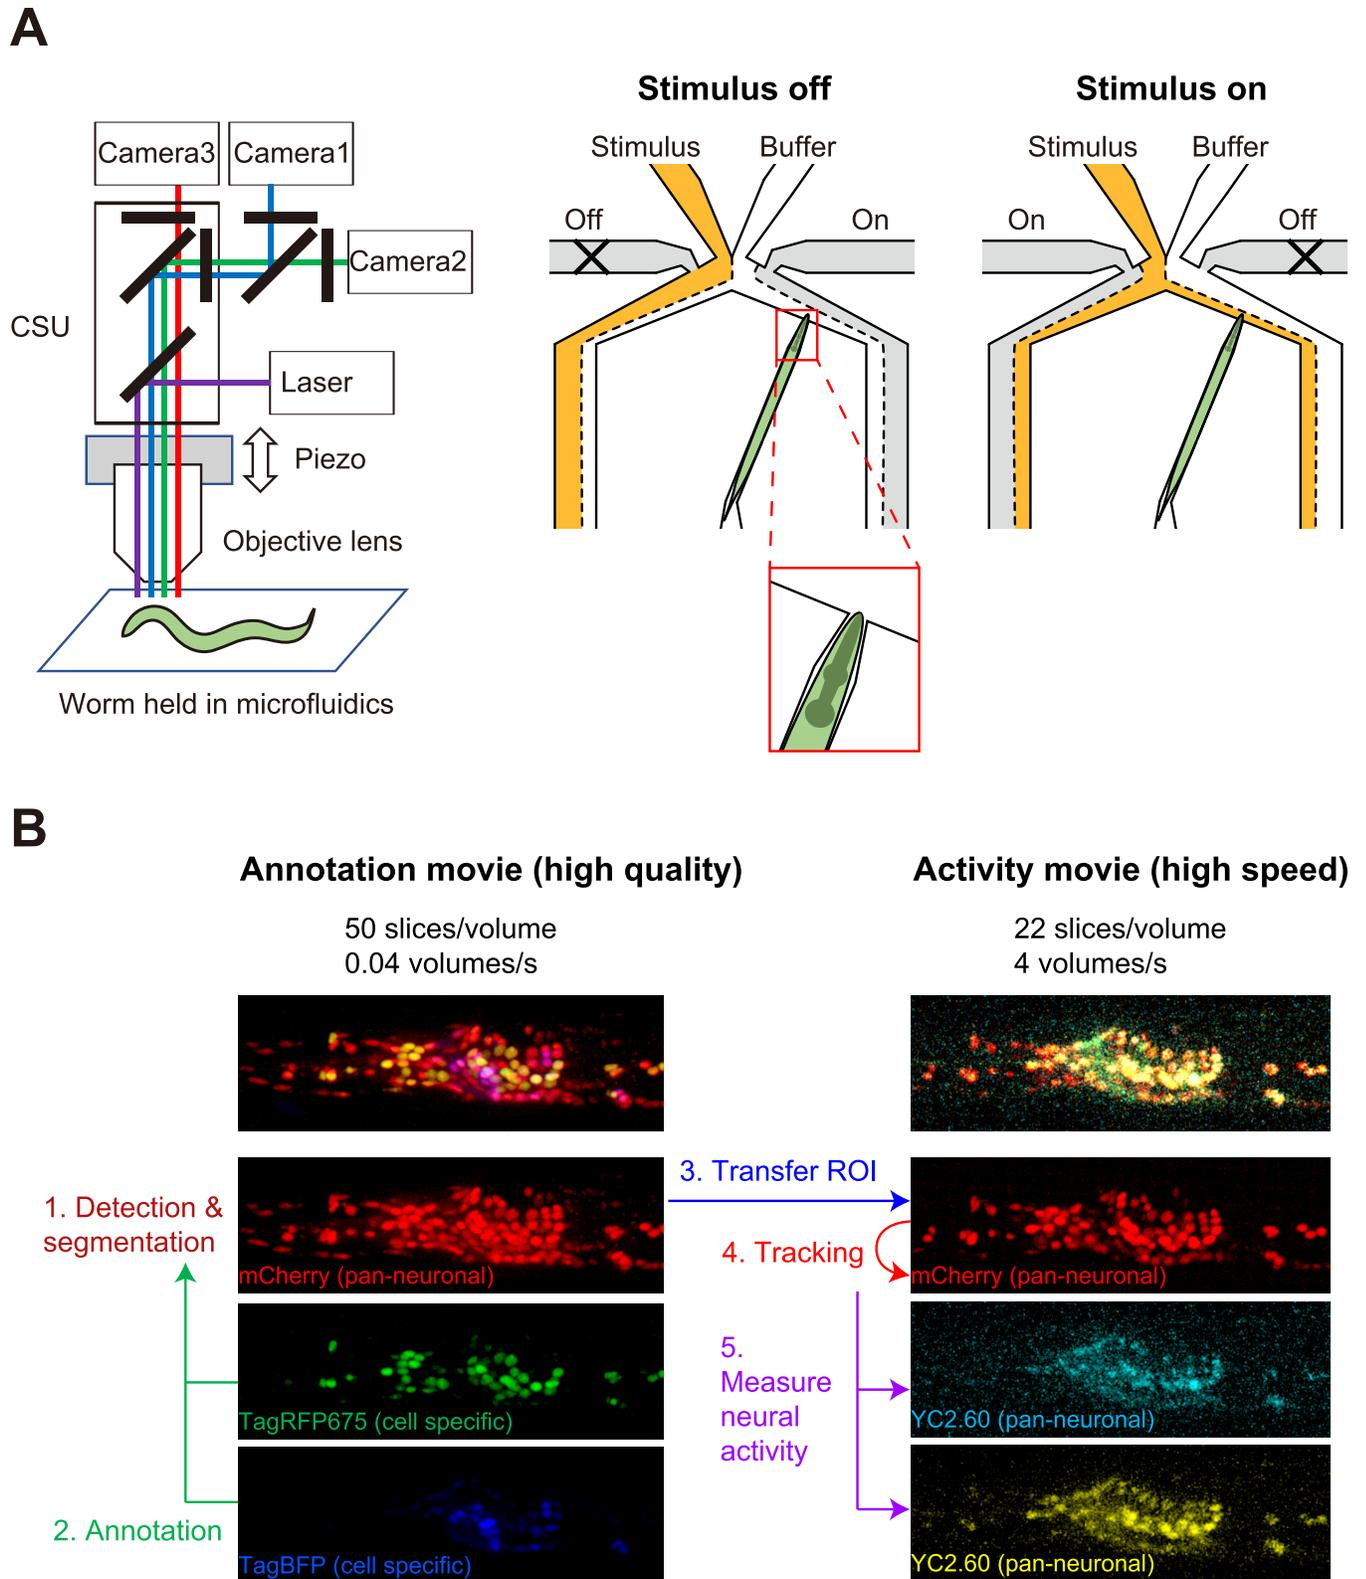 A
Camera3
Camera1
Camera2
CSU
Laser
Piezo
Objective lens
Worm held in microfluidics
Stimulus off
Stimulus
Buffer
Off
On
Stimulus on
Stimulus
Buffer
On
Off
B
Annotation movie (high quality)
50 slices/volume
0.04 volumes/s
Activity movie (high speed)
22 slices/volume
4 volumes/s
1. Detection &
segmentation
mCherry (pan-neuronal)
TagRFP675 (cell specific)
2. Annotation
TagBFP (cell specific)
3. Transfer ROI
4. Tracking
mCherry (pan-neuronal)
5.
Measure
neural
activity
YC2.60 (pan-neuronal)
YC2.60 (pan-neuronal)